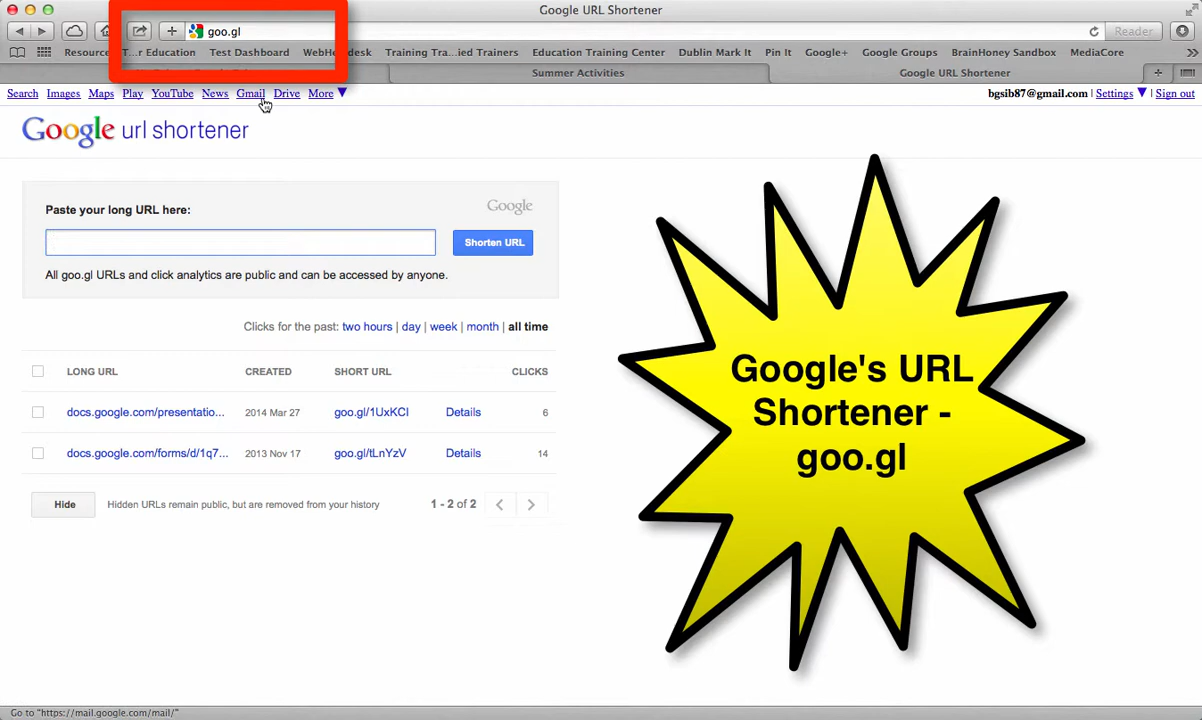 Google URL Shortener
goo.gl
Reader
Resource
T...r Education
Test Dashboard
Training Tra...ied Trainers
Education Training Center
Dublin Mark It
Pin It
Google+
Google Groups
BrainHoney Sandbox
MediaCore
Summer Activities
Google URL Shortener
Search Images Maps Play YouTube News Gmail Drive More
bgsib87@gmail.com | Settings | Sign out
Google url shortener
Paste your long URL here:
Google
Shorten URL
All goo.gl URLs and click analytics are public and can be accessed by anyone.
Clicks for the past: two hours | day | week | month | all time
LONG URL CREATED SHORT URL CLICKS
docs.google.com/presentatio... 2014 Mar 27 goo.gl/1UxKCI Details 6
docs.google.com/forms/d/1q7... 2013 Nov 17 goo.gl/tLnYzV Details 14
Hide Hidden URLs remain public, but are removed from your history 1 - 2 of 2
Google's URL
Shortener -
goo.gl
Go to "https://mail.google.com/mail/"